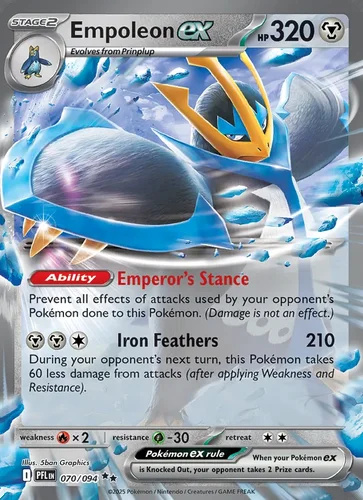 STAGE2 Empoleon ex HP 320
Evolves from Prinplup
Ability Emperor's Stance
Prevent all effects of attacks used by your opponent's
Pokémon done to this Pokémon. (Damage is not an effect.)
Iron Feathers 210
During your opponent's next turn, this Pokémon takes
60 less damage from attacks (after applying Weakness and
Resistance).
weakness × 2 resistance -30 retreat
Illus. 5ban Graphics
Pokémon ex rule When your Pokémon ex
is Knocked Out, your opponent takes 2 Prize cards.
I PFL EN 070/094
©2025 Pokémon / Nintendo / Creatures / GAME FREAK